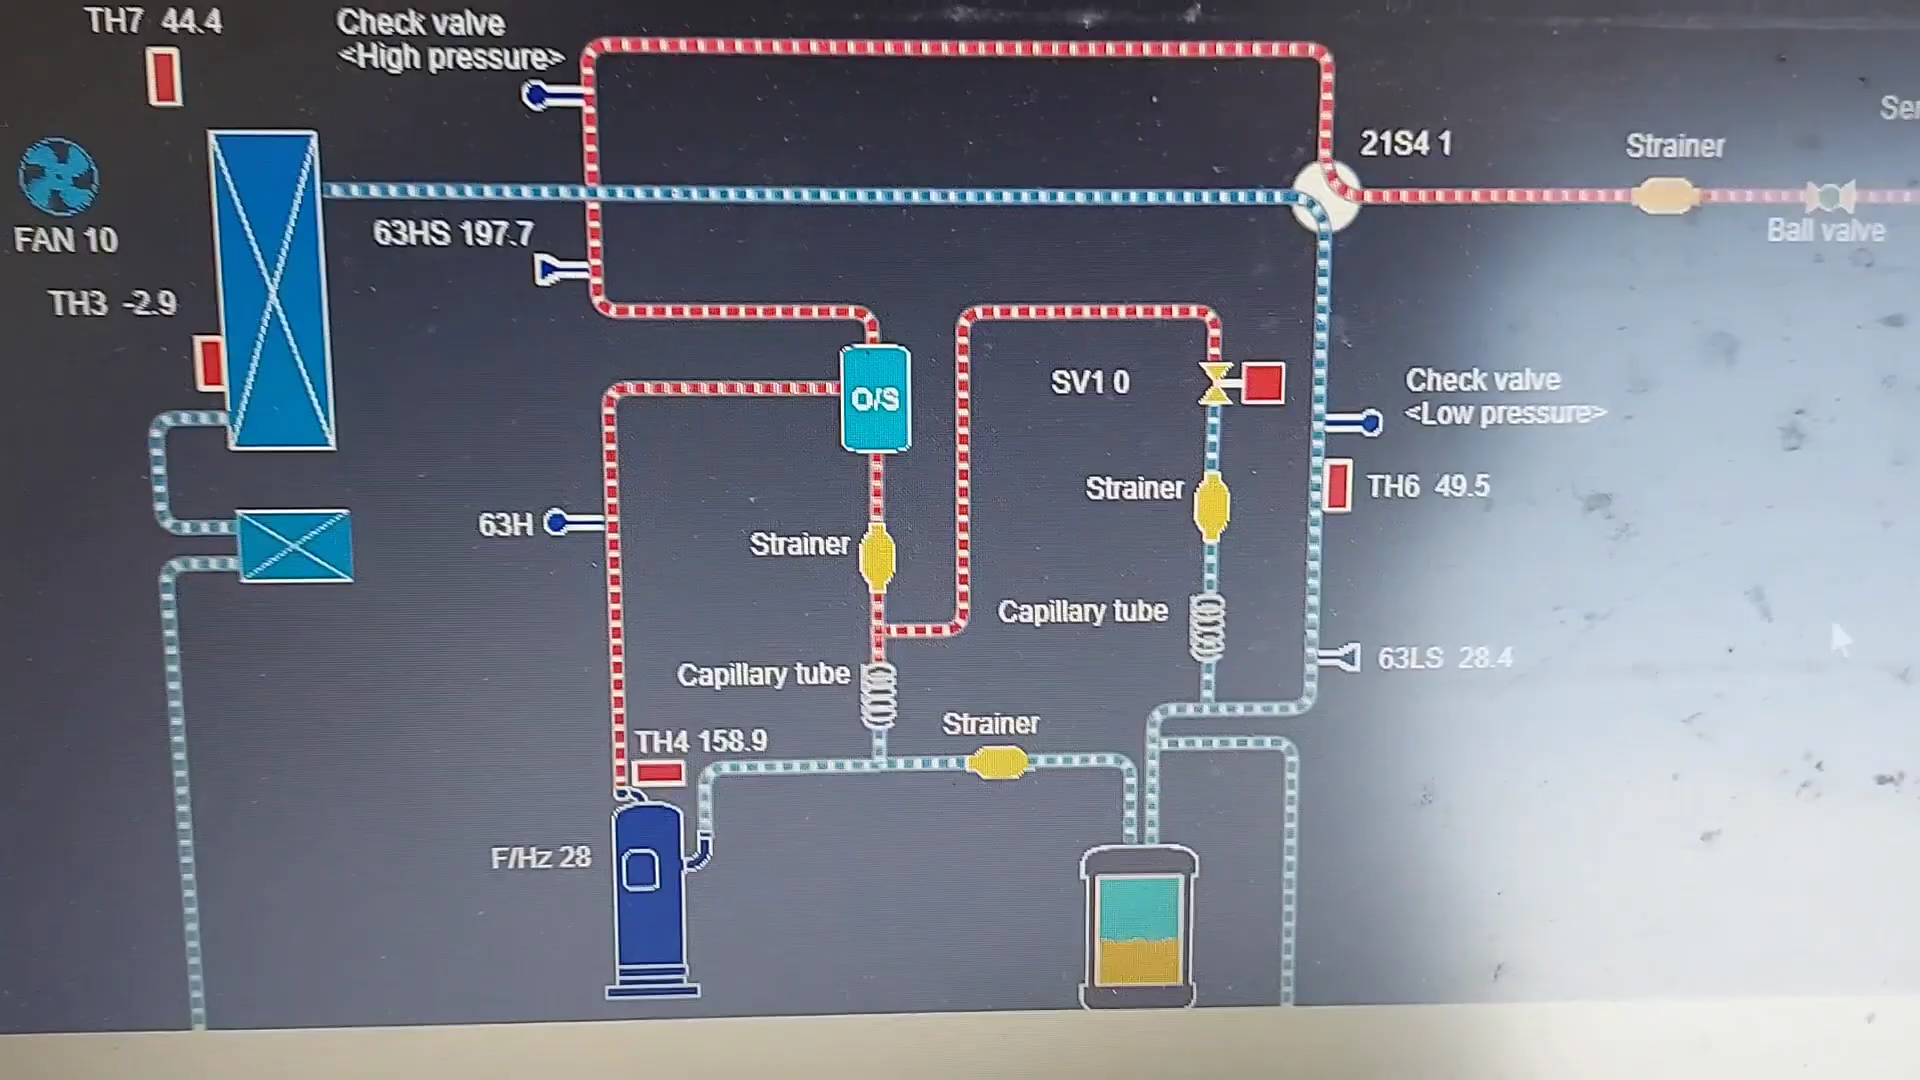 TH7 44.4
Check valve
<High pressure>
Ser
21S4 1
Strainer
FAN 10
63HS 197.7
Ball valve
TH3 -2.9
SV1 0
Check valve
<Low pressure>
O/S
Strainer
TH6 49.5
63H
Strainer
Capillary tube
63LS 28.4
Capillary tube
Strainer
TH4 158.9
F/Hz 28